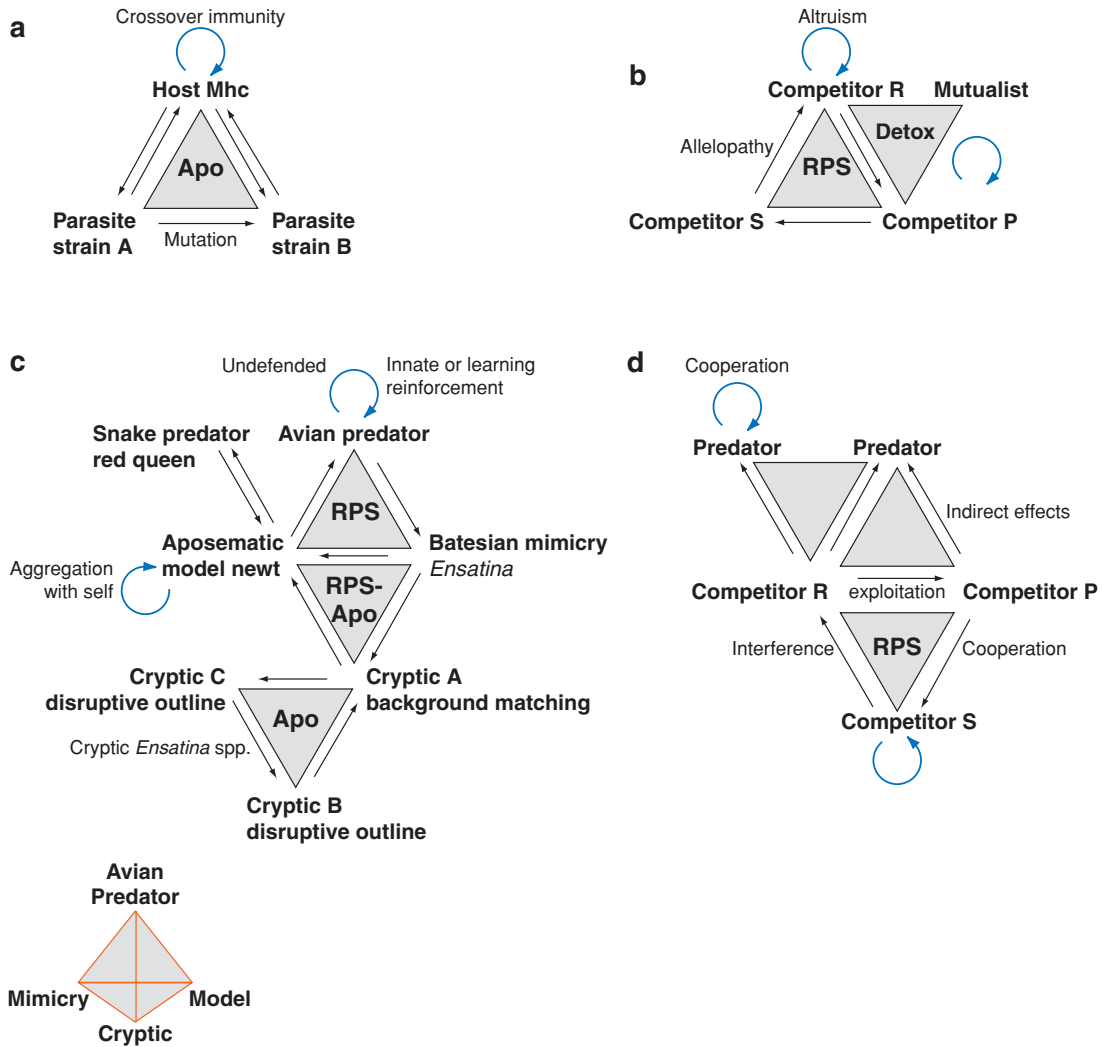 a
Crossover immunity
Host Mhc
Apo
Parasite
strain A
Mutation
Parasite
strain B
b
Altruism
Competitor R
Mutualist
Detox
Allelopathy
RPS
Competitor S
Competitor P
c
Undefended
Innate or learning
reinforcement
Snake predator
red queen
Avian predator
RPS
Aposematic
model newt
Batesian mimicry
Ensatina
Aggregation
with self
RPS-
Apo
Cryptic C
disruptive outline
Cryptic A
background matching
Apo
Cryptic Ensatina spp.
Cryptic B
disruptive outline
Avian
Predator
Mimicry
Model
Cryptic
d
Cooperation
Predator
Predator
Indirect effects
Competitor R
exploitation
Competitor P
Interference
RPS
Cooperation
Competitor S